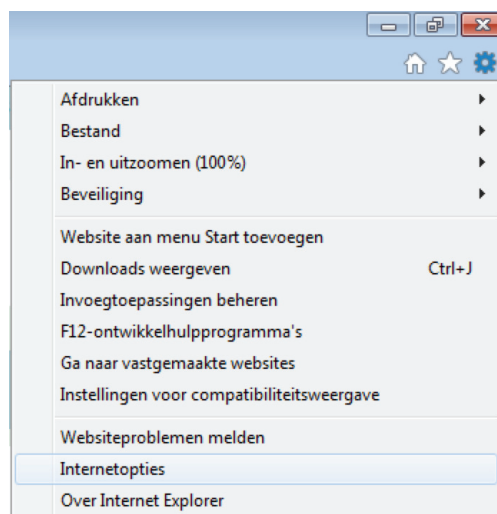 Afdrukken
Bestand
In- en uitzoomen (100%)
Beveiliging
Website aan menu Start toevoegen
Downloads weergeven Ctrl+J
Invoegtoepassingen beheren
F12-ontwikkelhulpprogramma's
Ga naar vastgemaakte websites
Instellingen voor compatibiliteitsweergave
Websiteproblemen melden
Internetopties
Over Internet Explorer